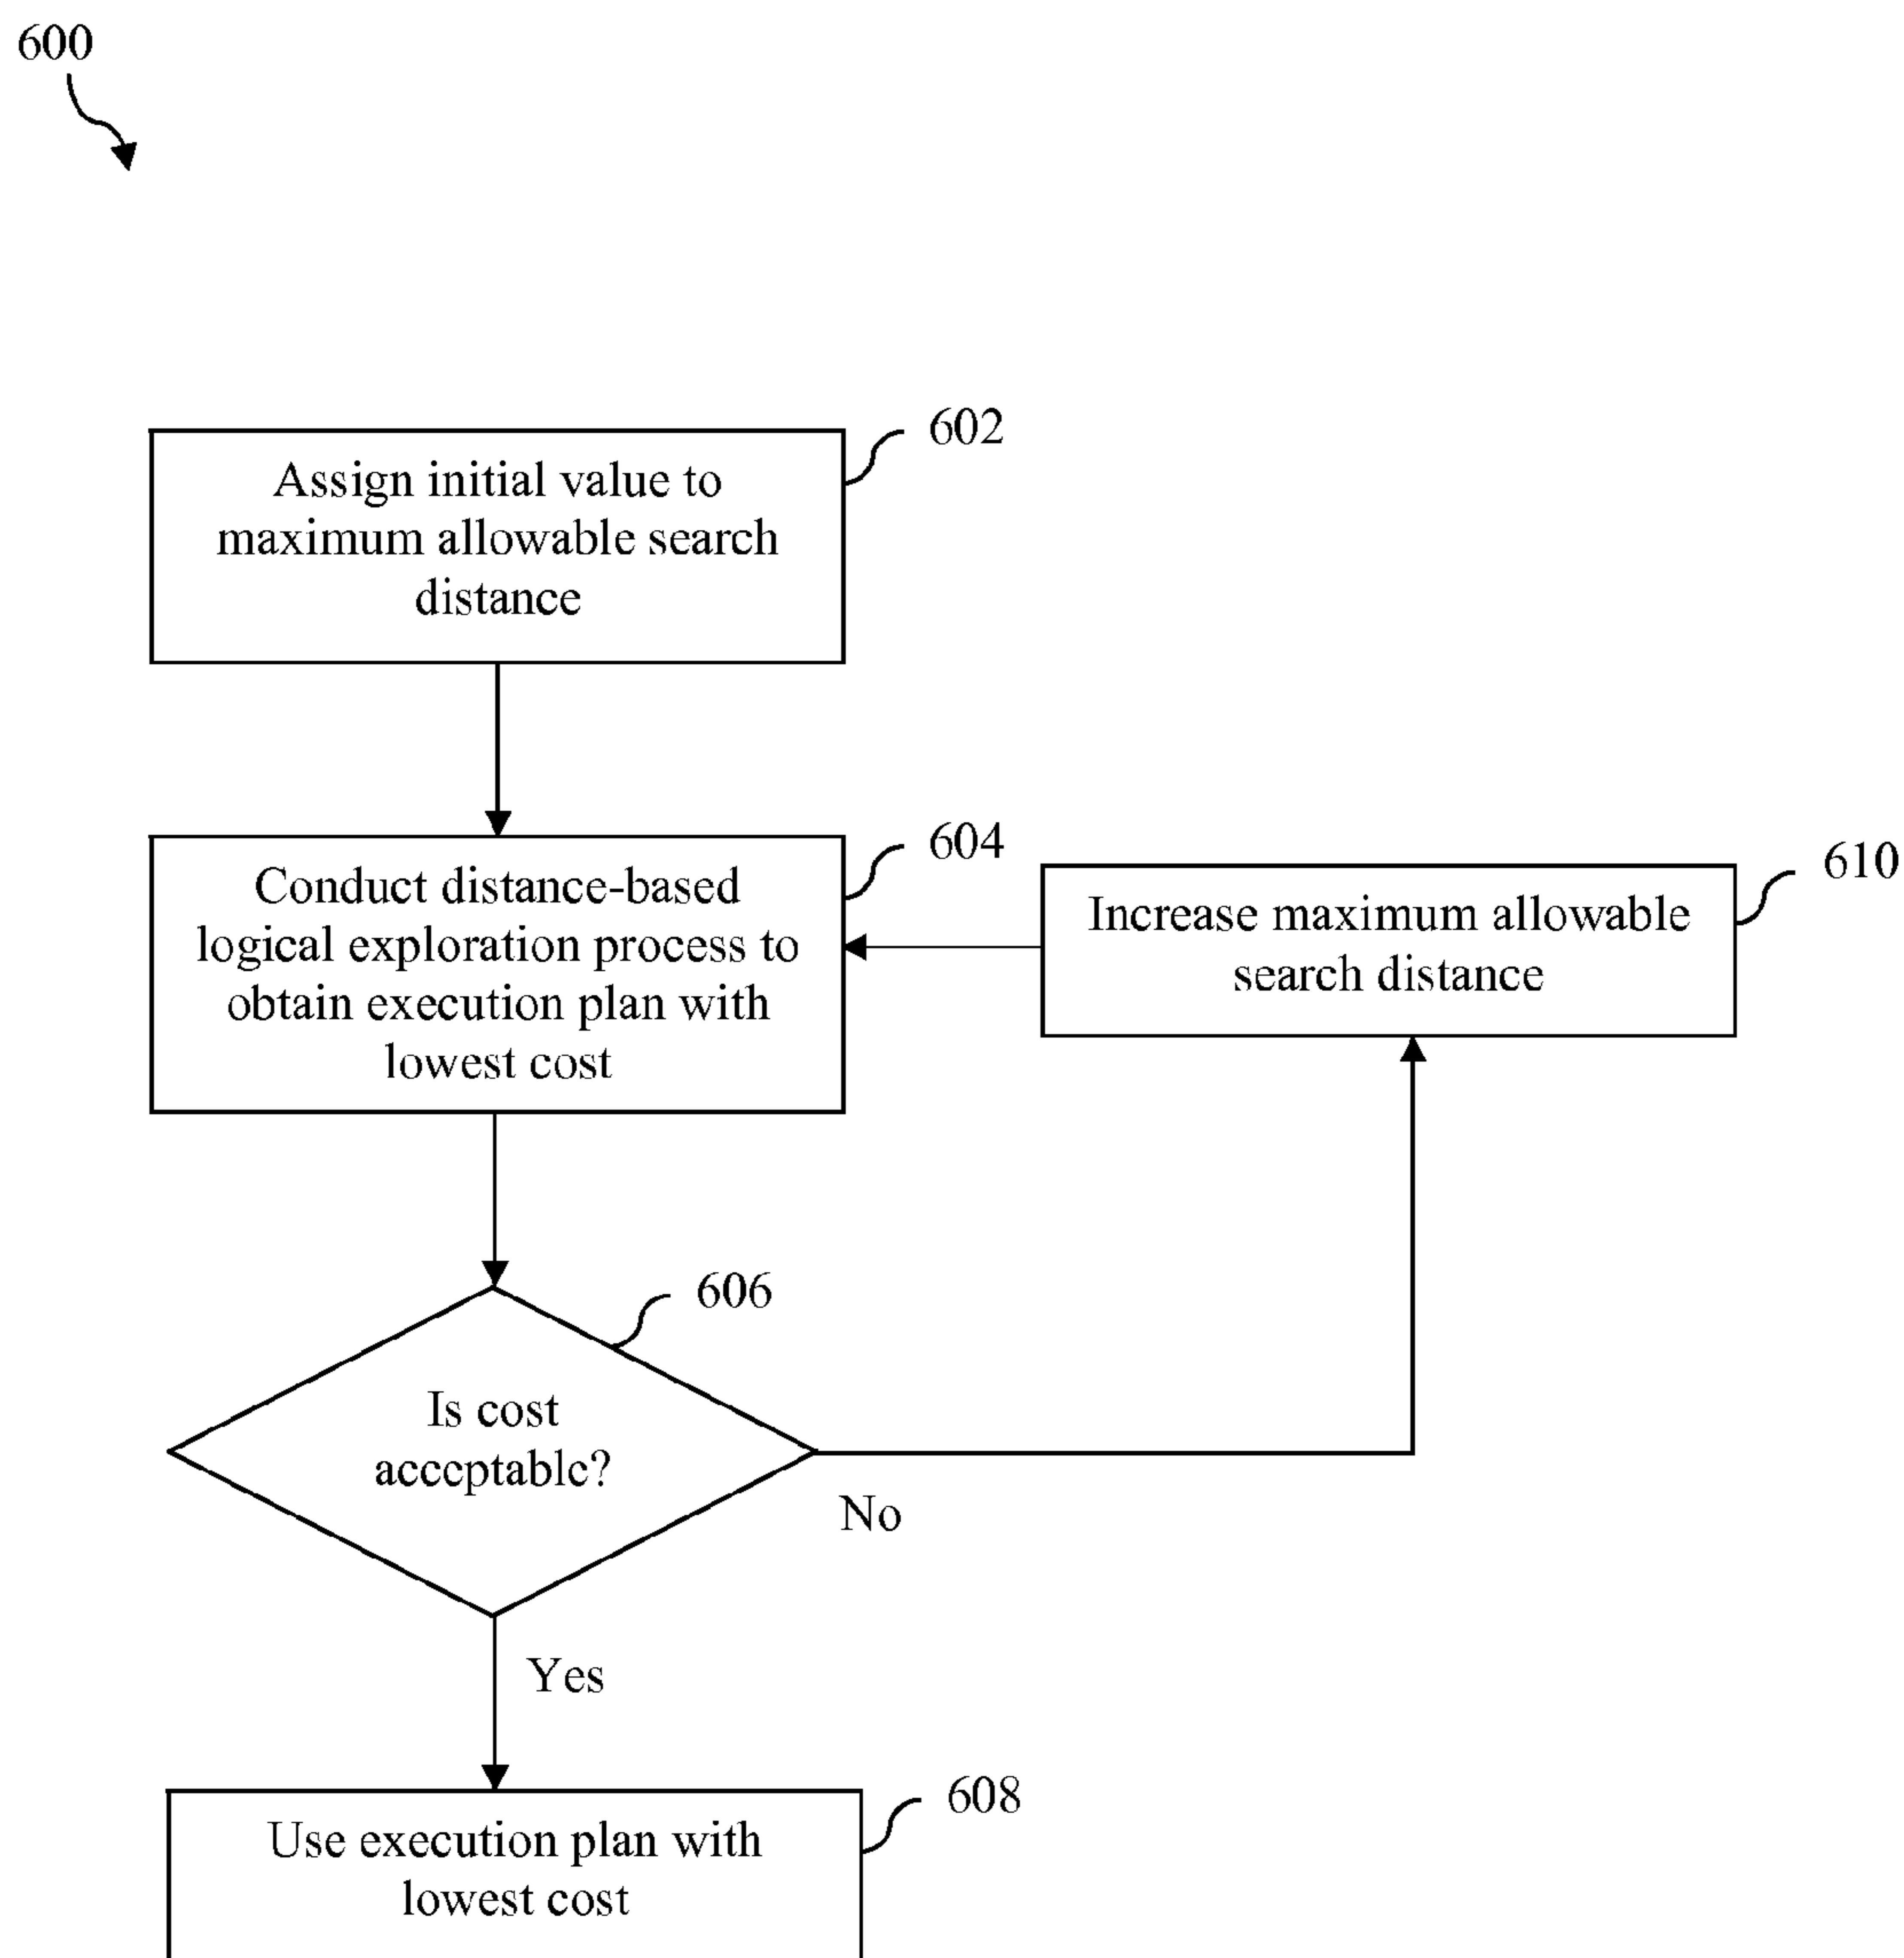 600
602
Assign initial value to
maximum allowable search
distance
604
Conduct distance-based
logical exploration process to
obtain execution plan with
lowest cost
610
Increase maximum allowable
search distance
606
Is cost
acceptable?
No
Yes
608
Use execution plan with
lowest cost